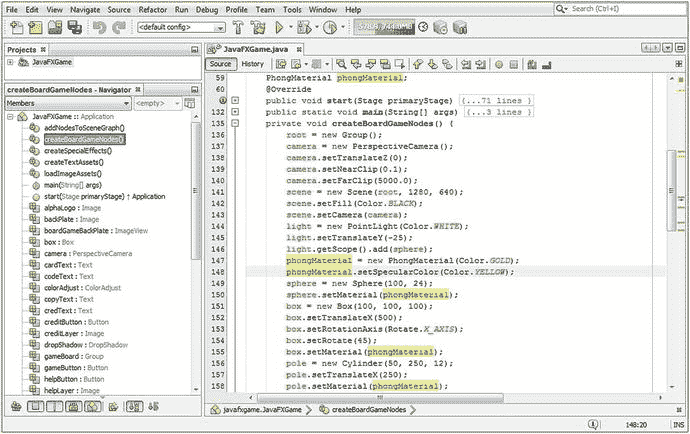 File Edit View Navigate Source Refactor Run Debug Profile Team Tools Window Help
Search (Ctrl+I)
<default config>
Projects
JavaFXGame
createBoardGameNodes - Navigator
Members
<empty>
JavaFXGame :: Application
addNodesToSceneGraph()
createBoardGameNodes()
createSpecialEffects()
createTextAssets()
loadImageAssets()
main(String[] args)
start(Stage primaryStage) ↑ Application
alphaLogo : Image
backPlate : Image
boardGameBackPlate : ImageView
box : Box
camera : PerspectiveCamera
cardText : Text
codeText : Text
colorAdjust : ColorAdjust
copyText : Text
credText : Text
creditButton : Button
creditLayer : Image
dropShadow : DropShadow
gameBoard : Group
gameButton : Button
helpButton : Button
helpLayer : Image
JavaFXGame.java
Source History
59 PhongMaterial phongMaterial;
60 @Override
public void start(Stage primaryStage) {...71 lines }
132 public static void main(String[] args) {...3 lines }
135 private void createBoardGameNodes() {
136 root = new Group();
137 camera = new PerspectiveCamera();
138 camera.setTranslateZ(0);
139 camera.setNearClip(0.1);
140 camera.setFarClip(5000.0);
141 scene = new Scene(root, 1280, 640);
142 scene.setFill(Color.BLACK);
143 scene.setCamera(camera);
144 light = new PointLight(Color.WHITE);
145 light.setTranslateY(-25);
146 light.getScope().add(sphere);
147 phongMaterial = new PhongMaterial(Color.GOLD);
148 phongMaterial.setSpecularColor(Color.YELLOW);
149 sphere = new Sphere(100, 24);
150 sphere.setMaterial(phongMaterial);
151 box = new Box(100, 100, 100);
152 box.setTranslateX(500);
153 box.setRotationAxis(Rotate.X_AXIS);
154 box.setRotate(45);
155 box.setMaterial(phongMaterial);
156 pole = new Cylinder(50, 250, 12);
157 pole.setTranslateX(250);
158 pole.setMaterial(phongMaterial);
javafxgame.JavaFXGame createBoardGameNodes
148:20 INS